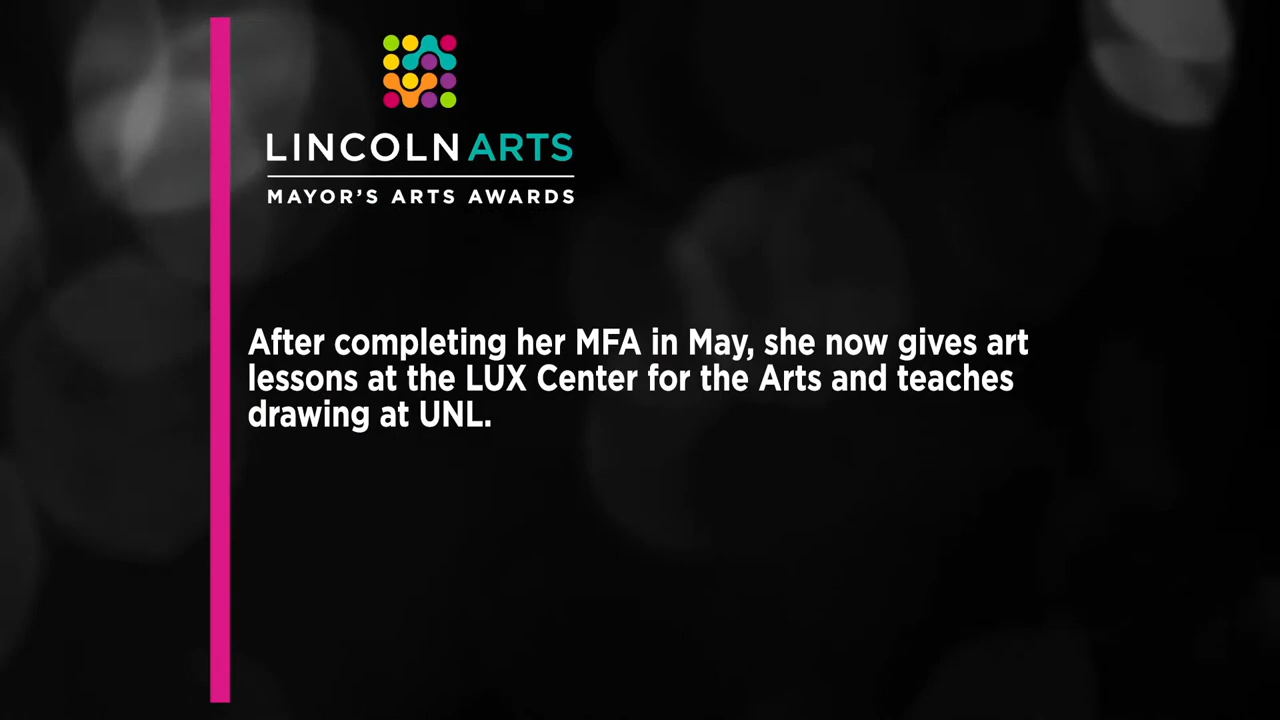 LINCOLN ARTS
MAYOR'S ARTS AWARDS
After completing her MFA in May, she now gives art
lessons at the LUX Center for the Arts and teaches
drawing at UNL.